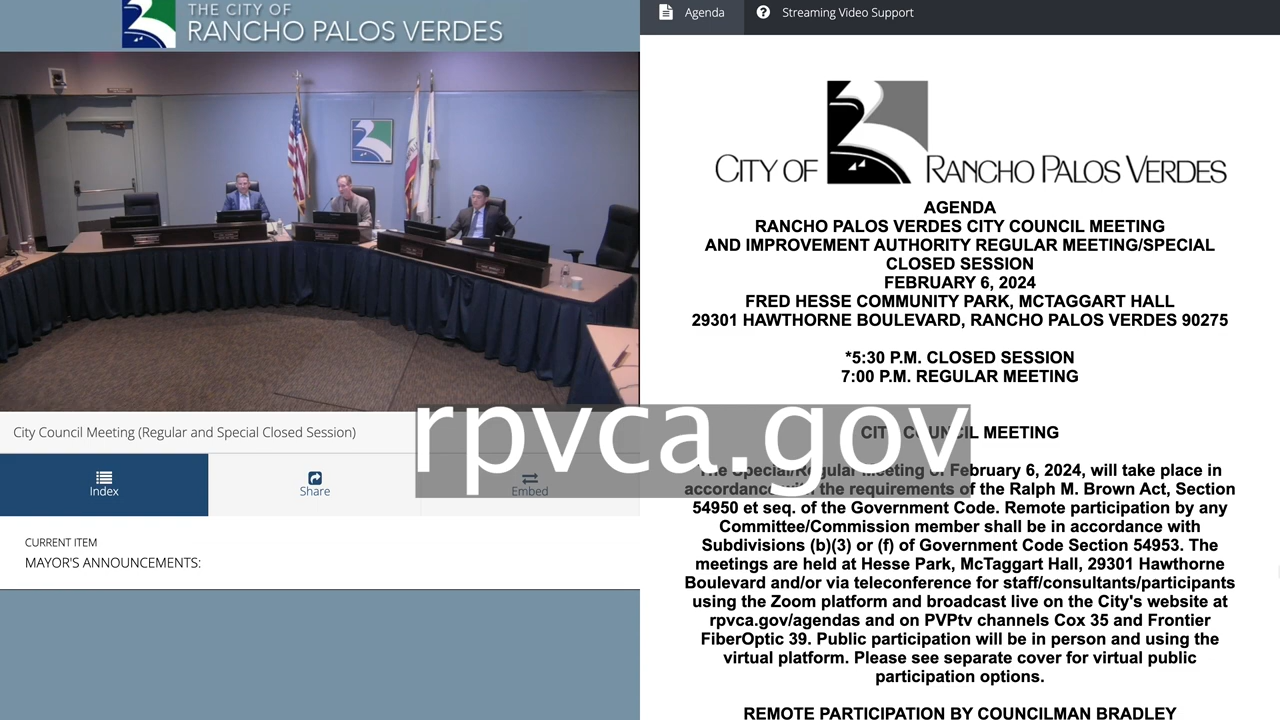 THE CITY OF
RANCHO PALOS VERDES
City Council Meeting (Regular and Special Closed Session)
Index
Share
Embed
CURRENT ITEM
MAYOR'S ANNOUNCEMENTS:
rpvca.gov
Agenda
Streaming Video Support
CITY OF RANCHO PALOS VERDES
AGENDA
RANCHO PALOS VERDES CITY COUNCIL MEETING
AND IMPROVEMENT AUTHORITY REGULAR MEETING/SPECIAL
CLOSED SESSION
FEBRUARY 6, 2024
FRED HESSE COMMUNITY PARK, MCTAGGART HALL
29301 HAWTHORNE BOULEVARD, RANCHO PALOS VERDES 90275
*5:30 P.M. CLOSED SESSION
7:00 P.M. REGULAR MEETING
CITY COUNCIL MEETING
The Special/Regular Meeting of February 6, 2024, will take place in
accordance with the requirements of the Ralph M. Brown Act, Section
54950 et seq. of the Government Code. Remote participation by any
Committee/Commission member shall be in accordance with
Subdivisions (b)(3) or (f) of Government Code Section 54953. The
meetings are held at Hesse Park, McTaggart Hall, 29301 Hawthorne
Boulevard and/or via teleconference for staff/consultants/participants
using the Zoom platform and broadcast live on the City's website at
rpvca.gov/agendas and on PVPtv channels Cox 35 and Frontier
FiberOptic 39. Public participation will be in person and using the
virtual platform. Please see separate cover for virtual public
participation options.
REMOTE PARTICIPATION BY COUNCILMAN BRADLEY